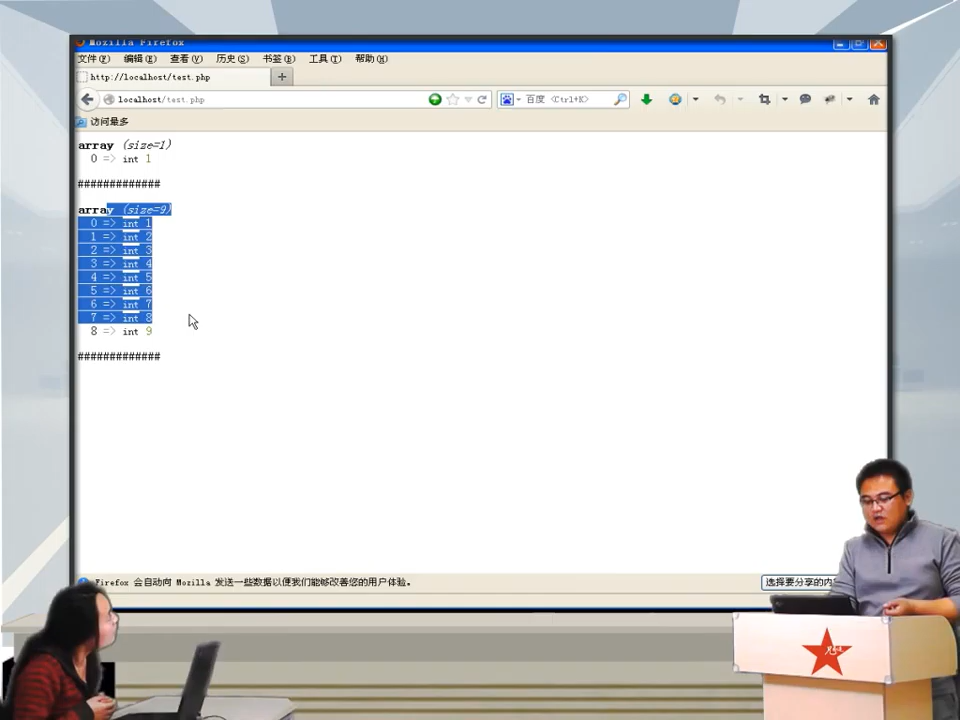 Mozilla Firefox
文件(F) 编辑(E) 查看(V) 历史(S) 书签(B) 工具(T) 帮助(H)
http://localhost/test.php +
localhost/test.php 百度 <Ctrl+K>
访问最多
array (size=1)
0 => int 1
#############
array (size=9)
0 => int 1
1 => int 2
2 => int 3
3 => int 4
4 => int 5
5 => int 6
6 => int 7
7 => int 8
8 => int 9
#############
Firefox 会自动向 Mozilla 发送一些数据以便我们能够改善您的用户体验。 选择要分享的内